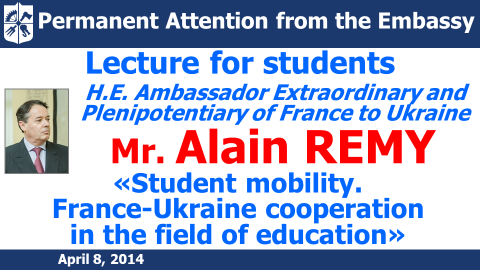 Permanent Attention from the Embassy
Lecture for students
H.E. Ambassador Extraordinary and
Plenipotentiary of France to Ukraine
Mr. Alain REMY
«Student mobility.
France-Ukraine cooperation
in the field of education»
April 8, 2014